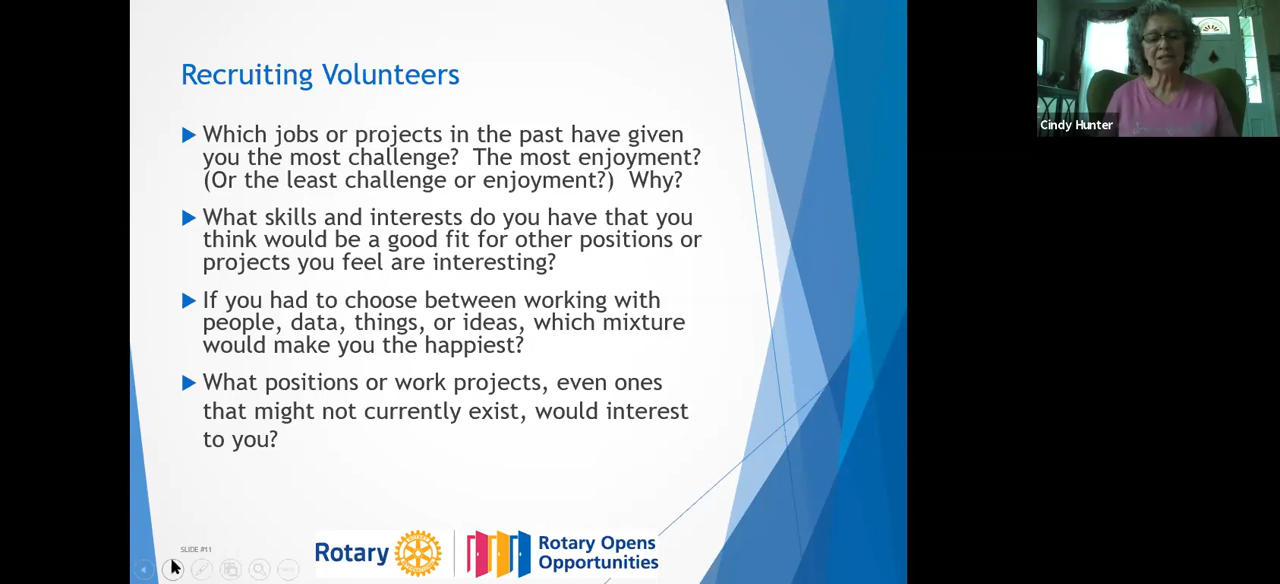 Recruiting Volunteers
Which jobs or projects in the past have given
you the most challenge?  The most enjoyment?
(Or the least challenge or enjoyment?)  Why?
What skills and interests do you have that you
think would be a good fit for other positions or
projects you feel are interesting?
If you had to choose between working with
people, data, things, or ideas, which mixture
would make you the happiest?
What positions or work projects, even ones
that might not currently exist, would interest
to you?
SLIDE #11
Rotary
Rotary Opens
Opportunities
Cindy Hunter